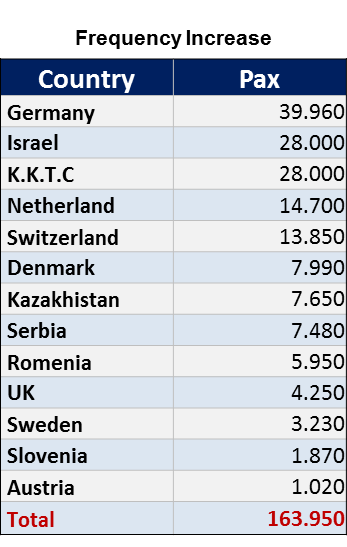 Frequency Increase
Country Pax
Germany 39.960
Israel 28.000
K.K.T.C 28.000
Netherland 14.700
Switzerland 13.850
Denmark 7.990
Kazakhstan 7.650
Serbia 7.480
Romenia 5.950
UK 4.250
Sweden 3.230
Slovenia 1.870
Austria 1.020
Total 163.950